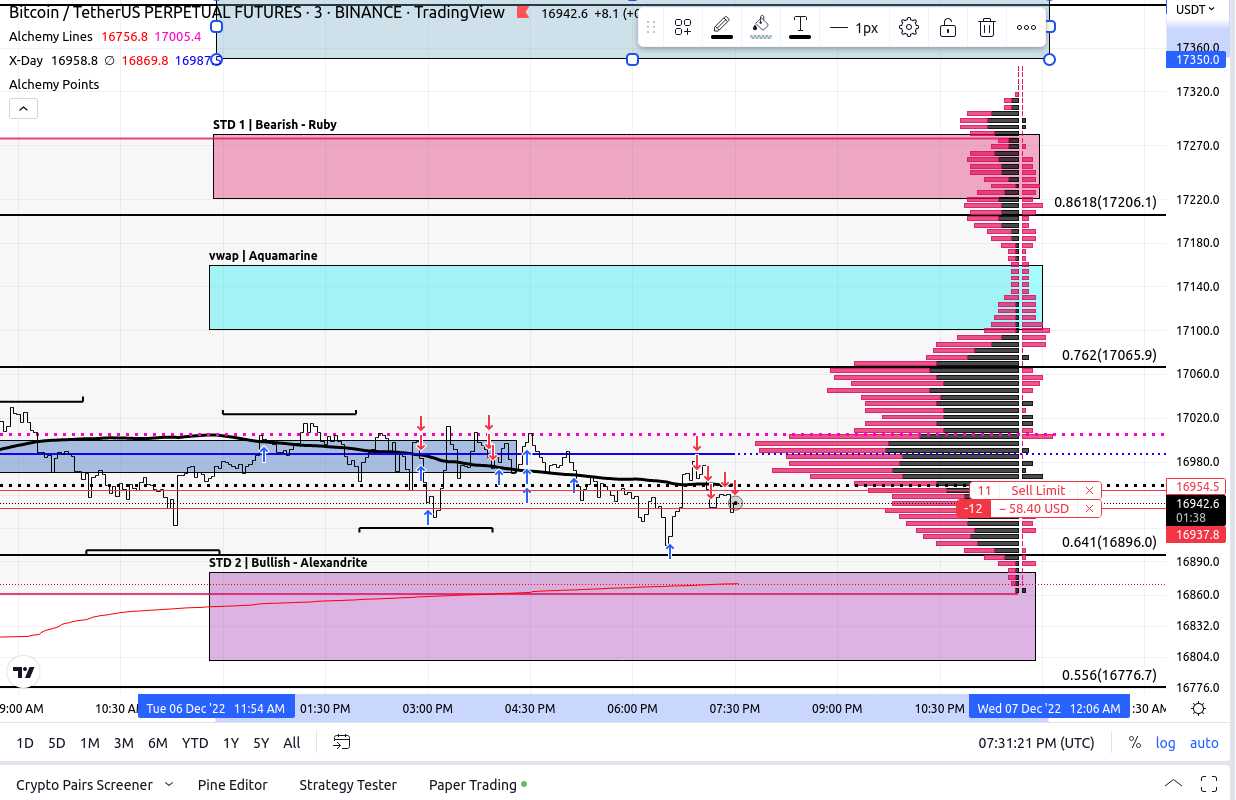 Bitcoin / TetherUS PERPETUAL FUTURES · 3 · BINANCE · TradingView 16942.6 +8.1 (+0
USDT
Alchemy Lines 16756.8 17005.4
1px
X-Day 16958.8 ∅ 16869.8 16987.5
Alchemy Points
17360.0
17350.0
17320.0
STD 1 | Bearish - Ruby
17270.0
0.8618(17206.1)
17220.0
17180.0
vwap | Aquamarine
17140.0
17100.0
0.762(17065.9)
17060.0
17020.0
16980.0
11 Sell Limit
16954.5
-12 − 58.40 USD
16942.6
01:38
16937.8
0.641(16896.0)
STD 2 | Bullish - Alexandrite
16890.0
16860.0
16832.0
16804.0
0.556(16776.7)
16776.0
9:00 AM 10:30 AM Tue 06 Dec '22 11:54 AM 01:30 PM 03:00 PM 04:30 PM 06:00 PM 07:30 PM 09:00 PM 10:30 PM Wed 07 Dec '22 12:06 AM :30 AM
1D 5D 1M 3M 6M YTD 1Y 5Y All 07:31:21 PM (UTC) % log auto
Crypto Pairs Screener Pine Editor Strategy Tester Paper Trading